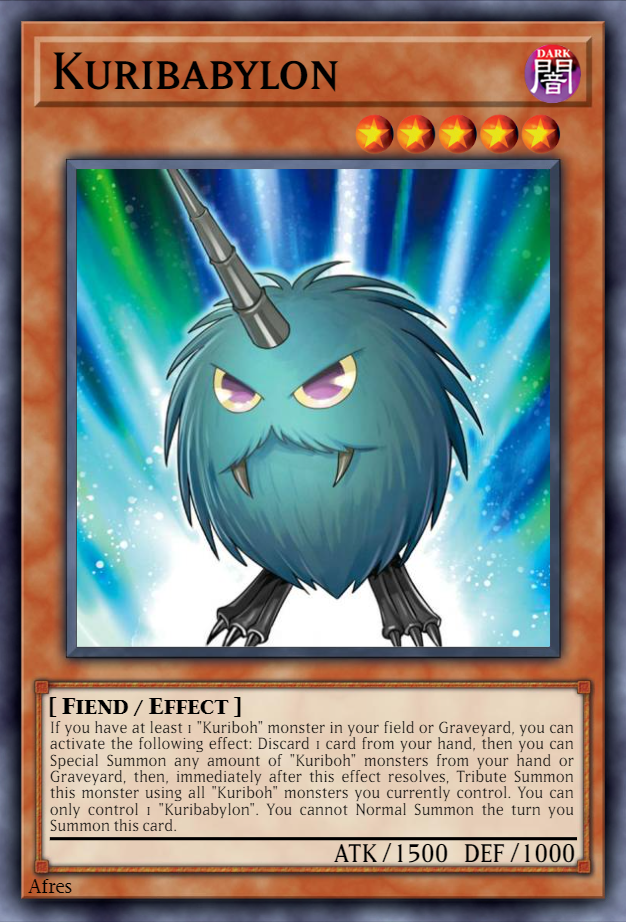 Kuribabylon
DARK
闇
[ Fiend / Effect ]
If you have at least 1 "Kuriboh" monster in your field or Graveyard, you can
activate the following effect: Discard 1 card from your hand, then you can
Special Summon any amount of "Kuriboh" monsters from your hand or
Graveyard, then, immediately after this effect resolves, Tribute Summon
this monster using all "Kuriboh" monsters you currently control. You can
only control 1 "Kuribabylon". You cannot Normal Summon the turn you
Summon this card.
ATK/1500 DEF/1000
Afres